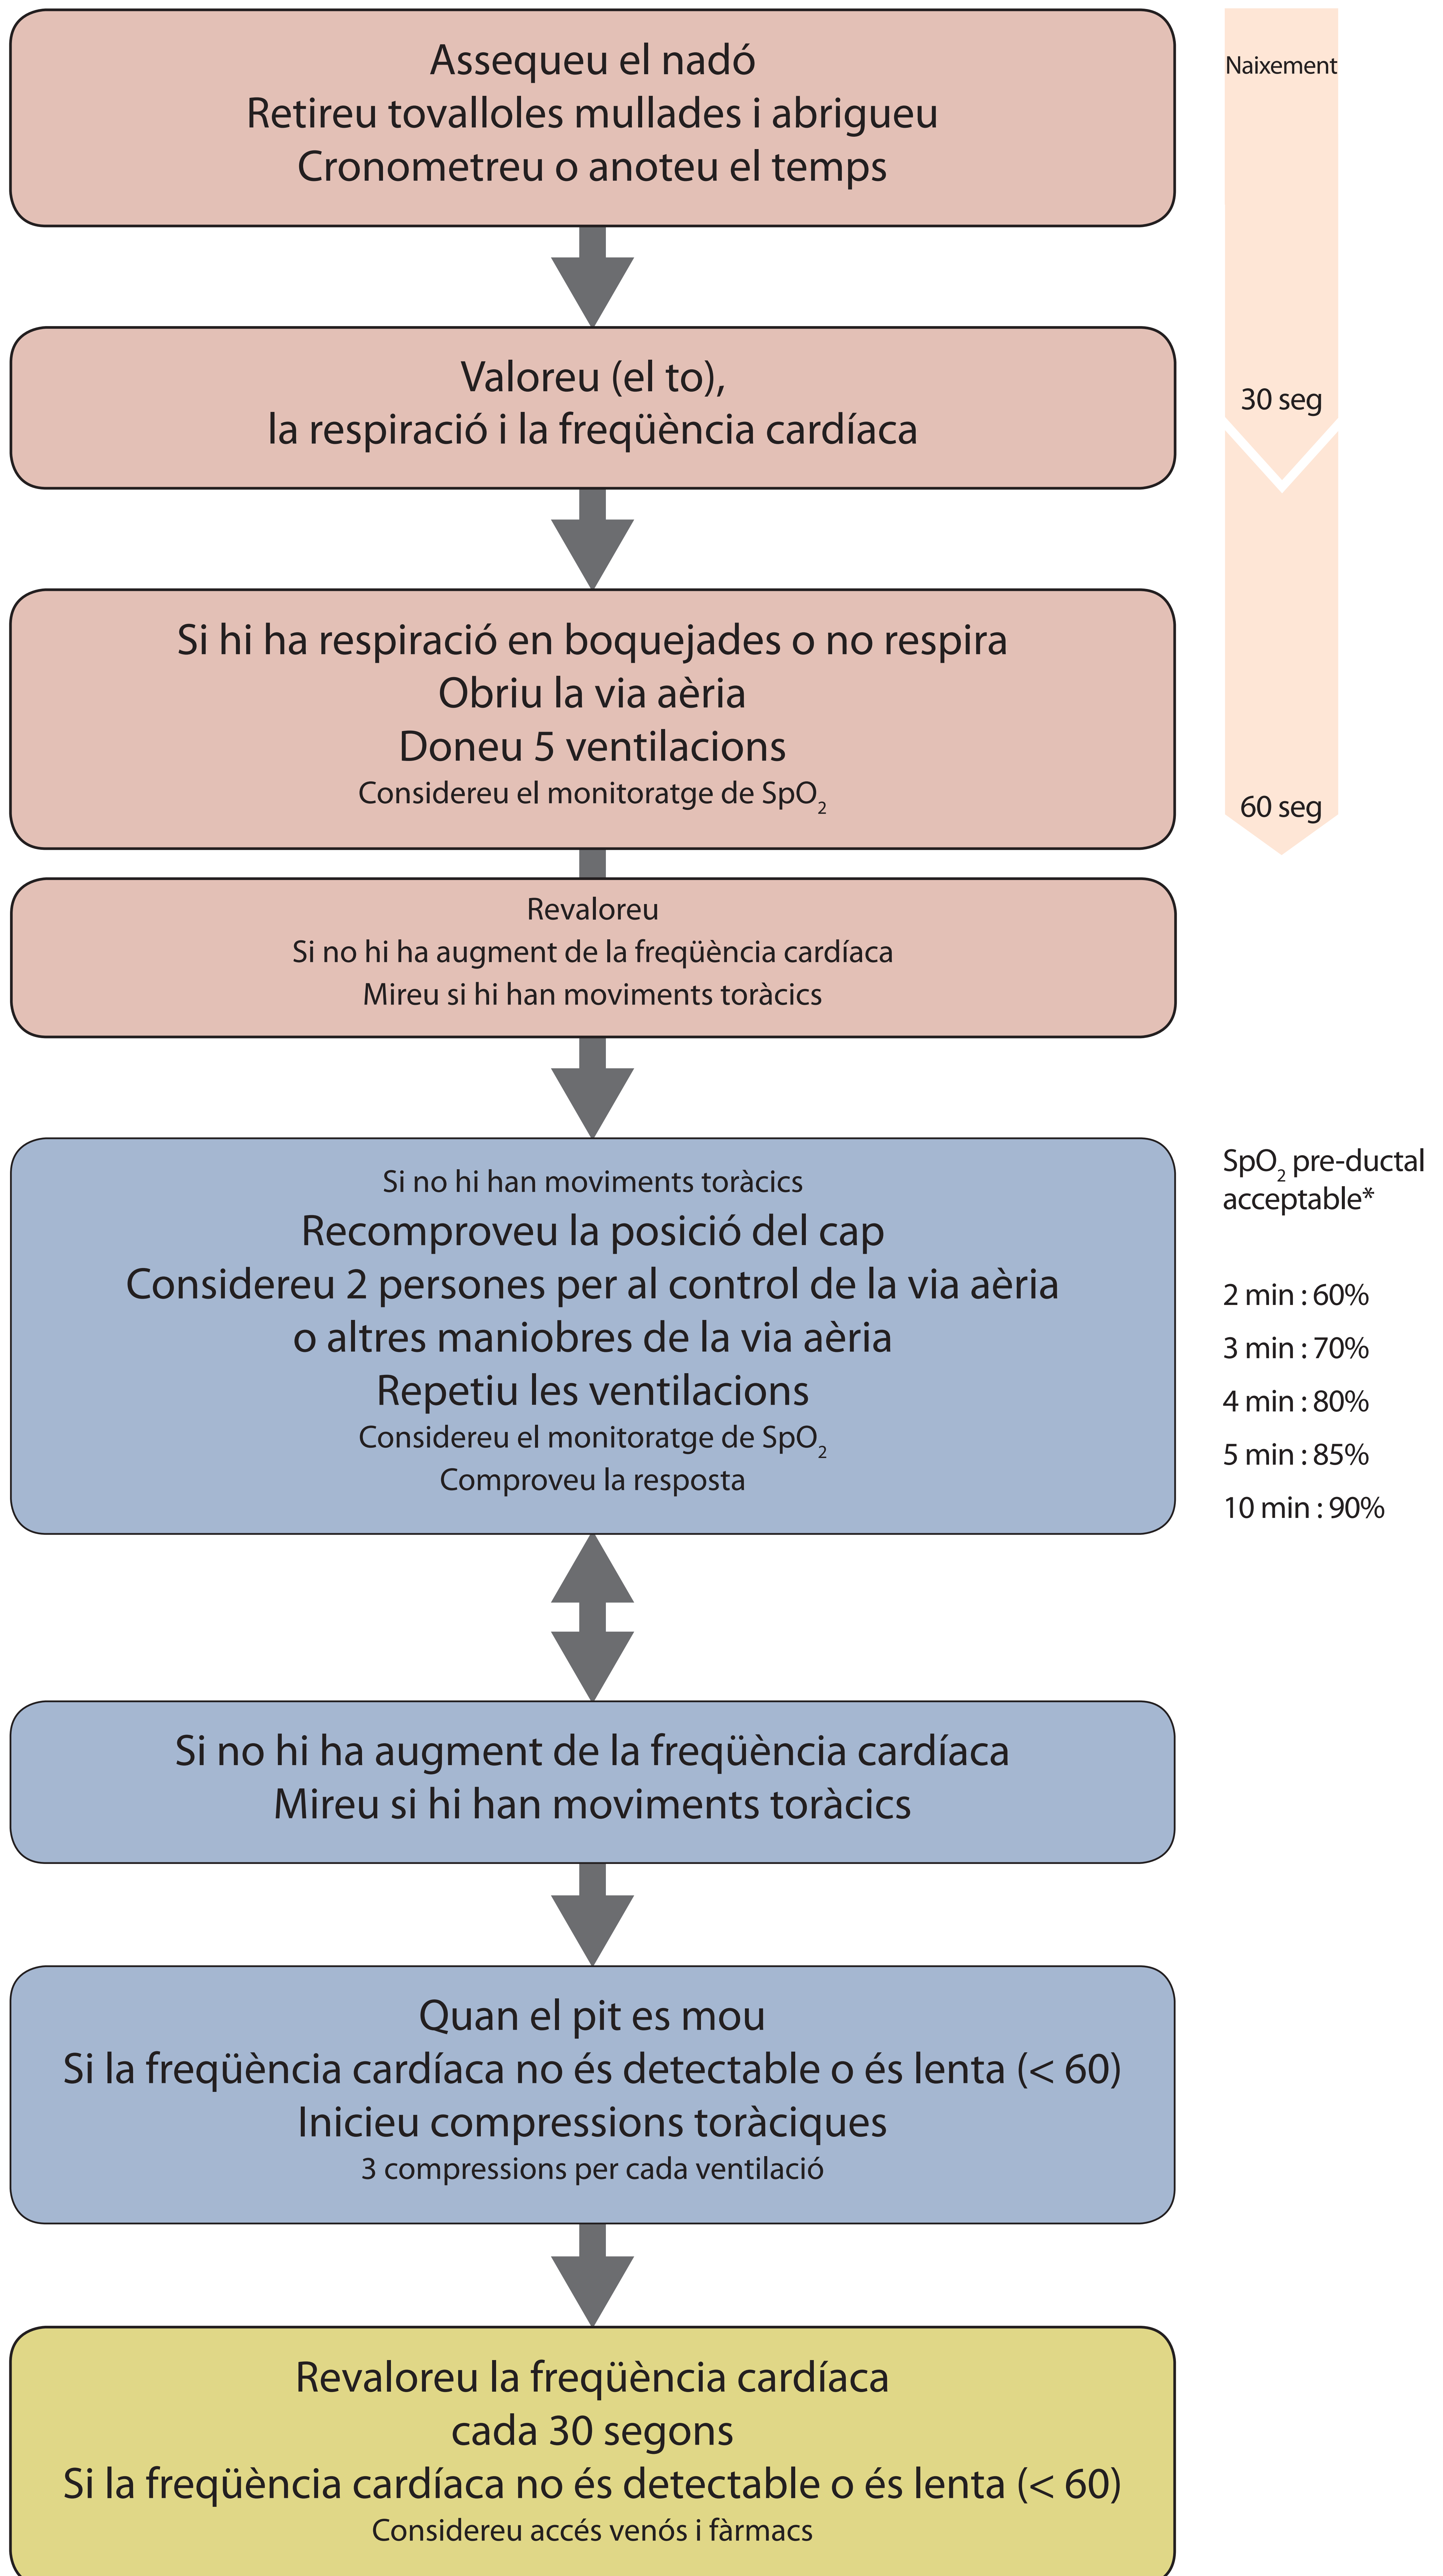 Assequeu el nadó
Retireu tovalloles mullades i abrigueu
Cronometreu o anoteu el temps
Naixement
Valoreu (el to),
la respiració i la freqüència cardíaca
30 seg
Si hi ha respiració en boquejades o no respira
Obriu la via aèria
Doneu 5 ventilacions
Considereu el monitoratge de SpO₂
60 seg
Revaloreu
Si no hi ha augment de la freqüència cardíaca
Mireu si hi han moviments toràcics
Si no hi han moviments toràcics
Recomproveu la posició del cap
Considereu 2 persones per al control de la via aèria
o altres maniobres de la via aèria
Repetiu les ventilacions
Considereu el monitoratge de SpO₂
Comproveu la resposta
SpO₂ pre-ductal
acceptable*
2 min : 60%
3 min : 70%
4 min : 80%
5 min : 85%
10 min : 90%
Si no hi ha augment de la freqüència cardíaca
Mireu si hi han moviments toràcics
Quan el pit es mou
Si la freqüència cardíaca no és detectable o és lenta (< 60)
Inicieu compressions toràciques
3 compressions per cada ventilació
Revaloreu la freqüència cardíaca
cada 30 segons
Si la freqüència cardíaca no és detectable o és lenta (< 60)
Considereu accés venós i fàrmacs